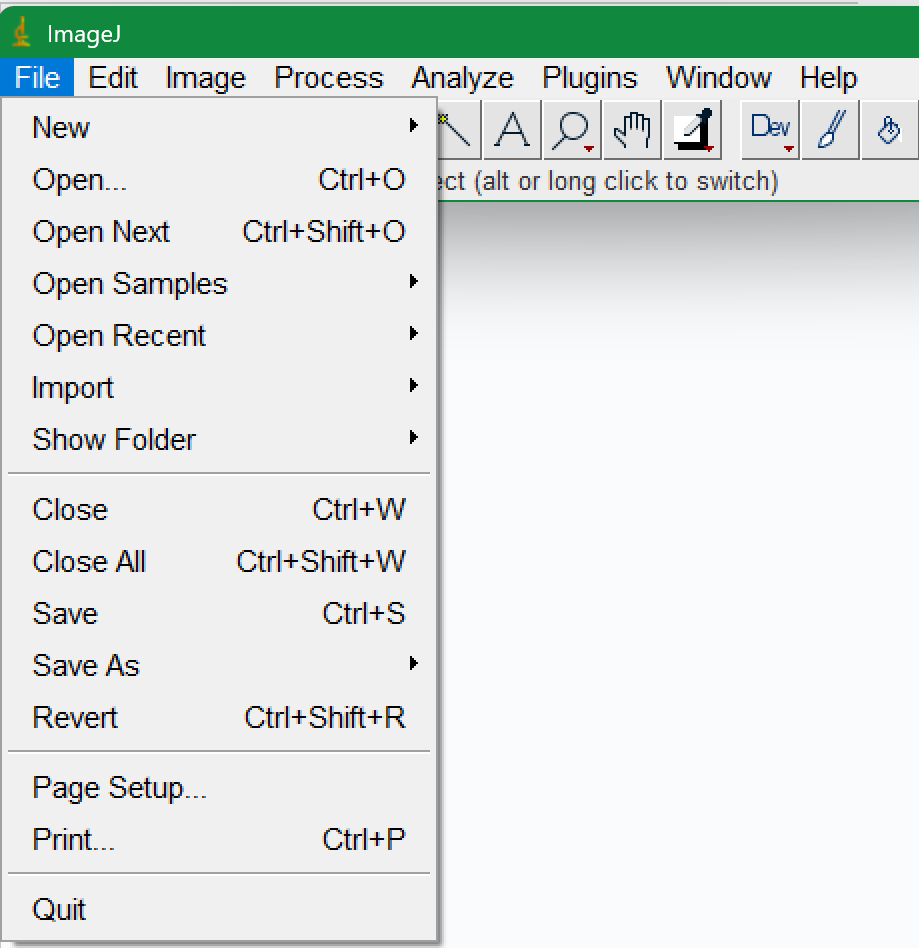 ImageJ
File Edit Image Process Analyze Plugins Window Help
New
Open... Ctrl+O
Open Next Ctrl+Shift+O
Open Samples
Open Recent
Import
Show Folder
Close Ctrl+W
Close All Ctrl+Shift+W
Save Ctrl+S
Save As
Revert Ctrl+Shift+R
Page Setup...
Print... Ctrl+P
Quit
A Dev
(alt or long click to switch)